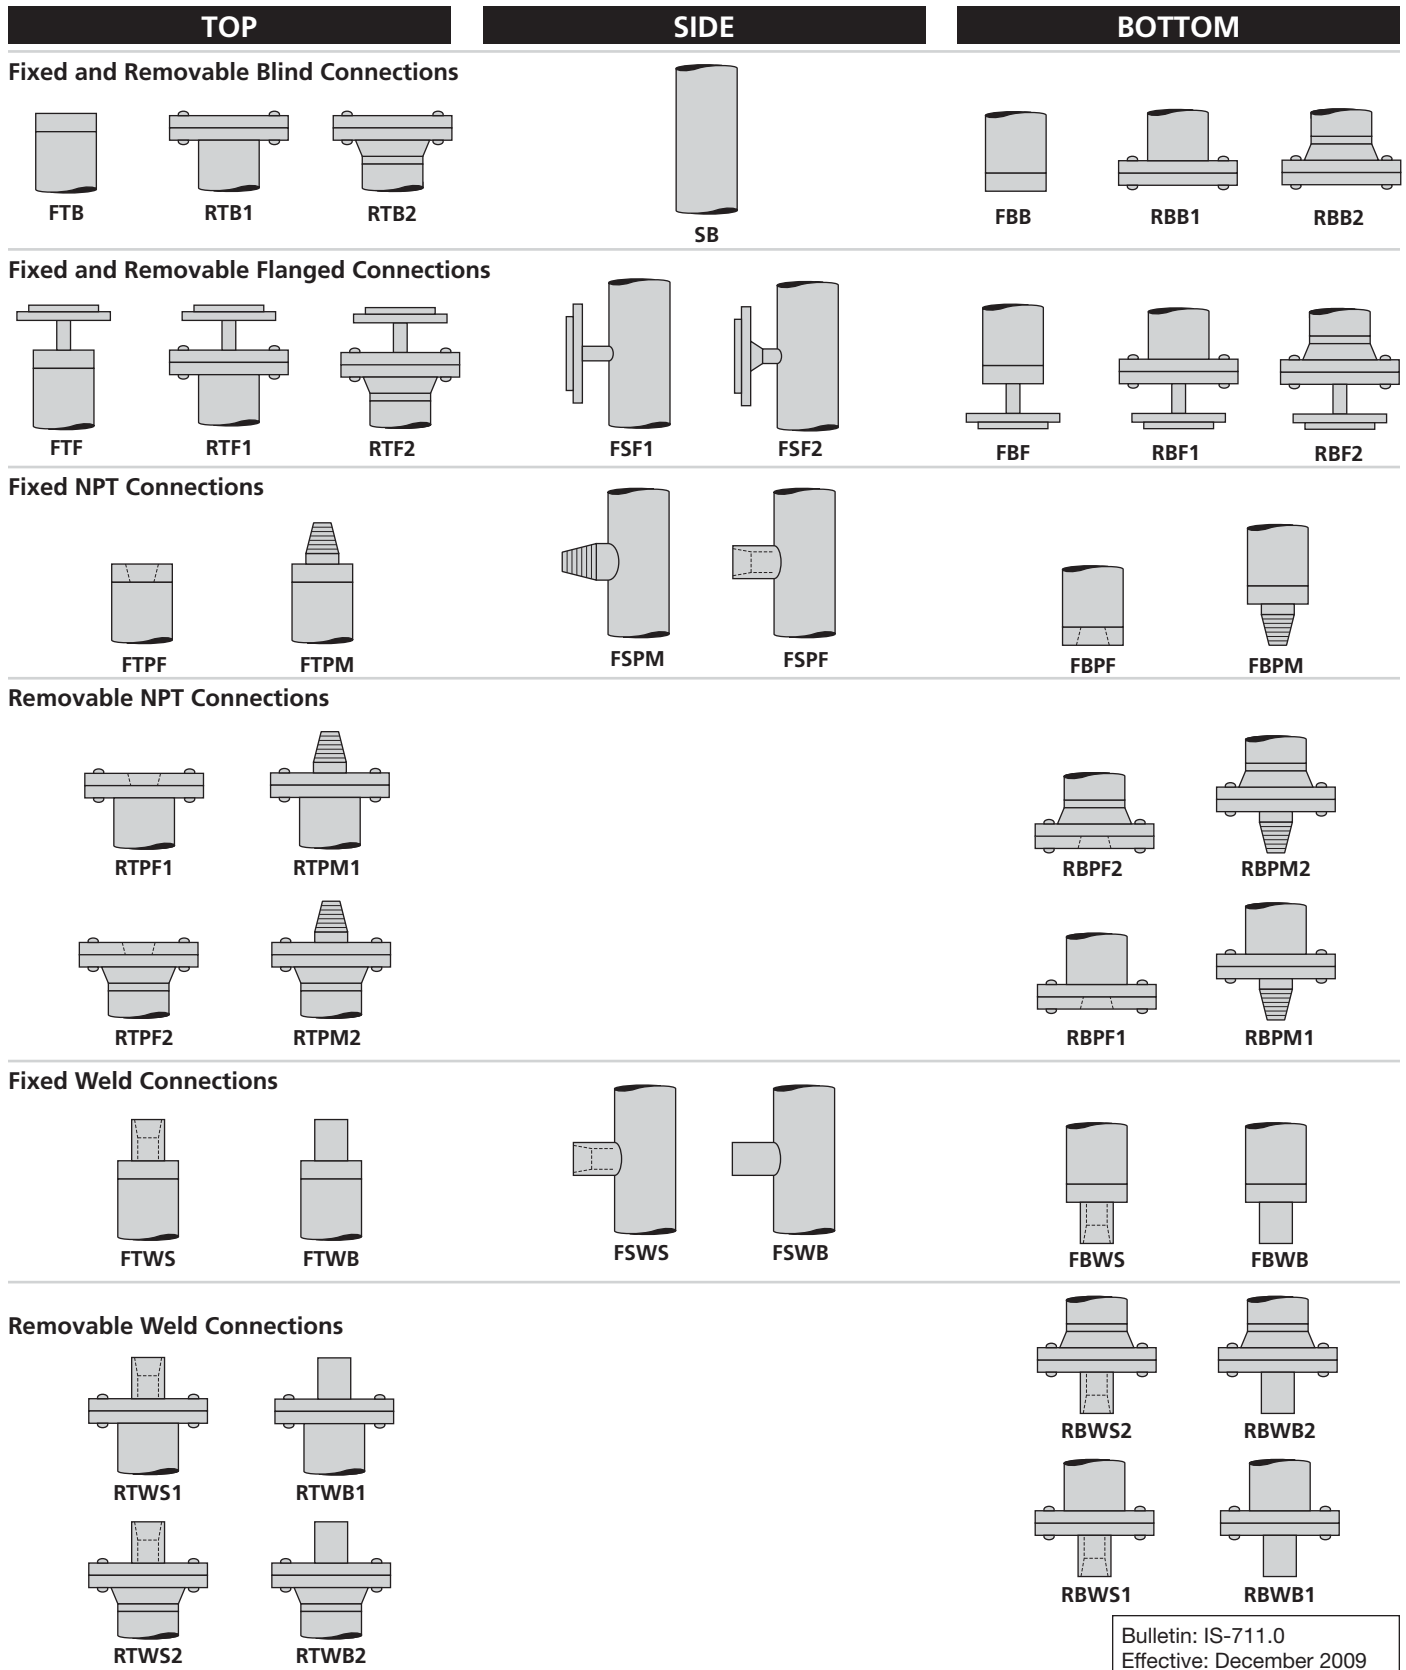 TOP SIDE BOTTOM
Fixed and Removable Blind Connections
FTB RTB1 RTB2 SB FBB RBB1 RBB2
Fixed and Removable Flanged Connections
FTF RTF1 RTF2 FSF1 FSF2 FBF RBF1 RBF2
Fixed NPT Connections
FTPF FTPM FSPM FSPF FBPF FBPM
Removable NPT Connections
RTPF1 RTPM1 RBPF2 RBPM2
RTPF2 RTPM2 RBPF1 RBPM1
Fixed Weld Connections
FTWS FTWB FSWS FSWB FBWS FBWB
Removable Weld Connections
RBWS2 RBWB2
RTWS1 RTWB1
RBWS1 RBWB1
RTWS2 RTWB2
Bulletin: IS-711.0
Effective: December 2009